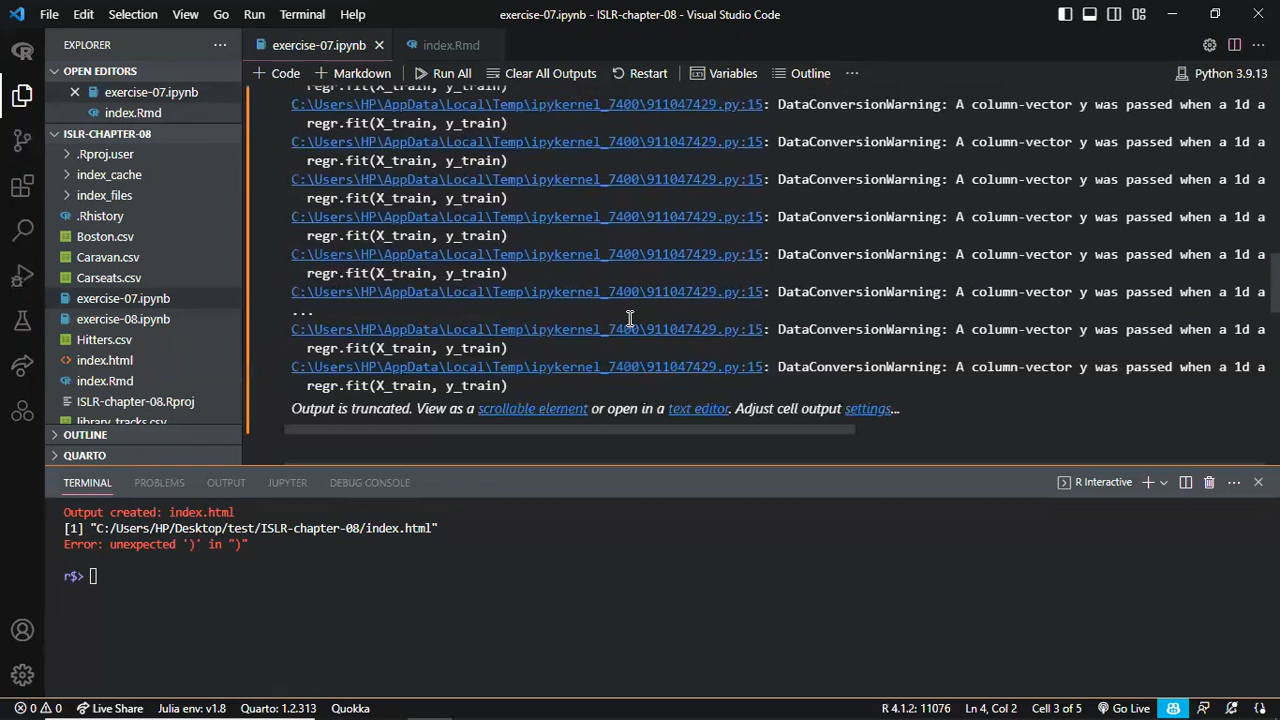 File Edit Selection View Go Run Terminal Help exercise-07.ipynb - ISLR-chapter-08 - Visual Studio Code
EXPLORER ...
exercise-07.ipynb index.Rmd
OPEN EDITORS
exercise-07.ipynb
index.Rmd
ISLR-CHAPTER-08
.Rproj.user
index_cache
index_files
.Rhistory
Boston.csv
Caravan.csv
Carseats.csv
exercise-07.ipynb
exercise-08.ipynb
Hitters.csv
index.html
index.Rmd
ISLR-chapter-08.Rproj
library_tracks.csv
OUTLINE
QUARTO
+ Code + Markdown Run All Clear All Outputs Restart Variables Outline ... Python 3.9.13
regr.fit(X_train, y_train)
C:\Users\HP\AppData\Local\Temp\ipykernel_7400\911047429.py:15: DataConversionWarning: A column-vector y was passed when a 1d a
regr.fit(X_train, y_train)
C:\Users\HP\AppData\Local\Temp\ipykernel_7400\911047429.py:15: DataConversionWarning: A column-vector y was passed when a 1d a
regr.fit(X_train, y_train)
C:\Users\HP\AppData\Local\Temp\ipykernel_7400\911047429.py:15: DataConversionWarning: A column-vector y was passed when a 1d a
regr.fit(X_train, y_train)
C:\Users\HP\AppData\Local\Temp\ipykernel_7400\911047429.py:15: DataConversionWarning: A column-vector y was passed when a 1d a
regr.fit(X_train, y_train)
C:\Users\HP\AppData\Local\Temp\ipykernel_7400\911047429.py:15: DataConversionWarning: A column-vector y was passed when a 1d a
regr.fit(X_train, y_train)
C:\Users\HP\AppData\Local\Temp\ipykernel_7400\911047429.py:15: DataConversionWarning: A column-vector y was passed when a 1d a
...
C:\Users\HP\AppData\Local\Temp\ipykernel_7400\911047429.py:15: DataConversionWarning: A column-vector y was passed when a 1d a
regr.fit(X_train, y_train)
C:\Users\HP\AppData\Local\Temp\ipykernel_7400\911047429.py:15: DataConversionWarning: A column-vector y was passed when a 1d a
regr.fit(X_train, y_train)
Output is truncated. View as a scrollable element or open in a text editor. Adjust cell output settings...
TERMINAL PROBLEMS OUTPUT JUPYTER DEBUG CONSOLE R Interactive
Output created: index.html
[1] "C:/Users/HP/Desktop/test/ISLR-chapter-08/index.html"
Error: unexpected ')' in ")"
r$>
0 0 Live Share Julia env: v1.8 Quarto: 1.2.313 Quokka R 4.1.2: 11076 Ln 4, Col 2 Cell 3 of 5 Go Live